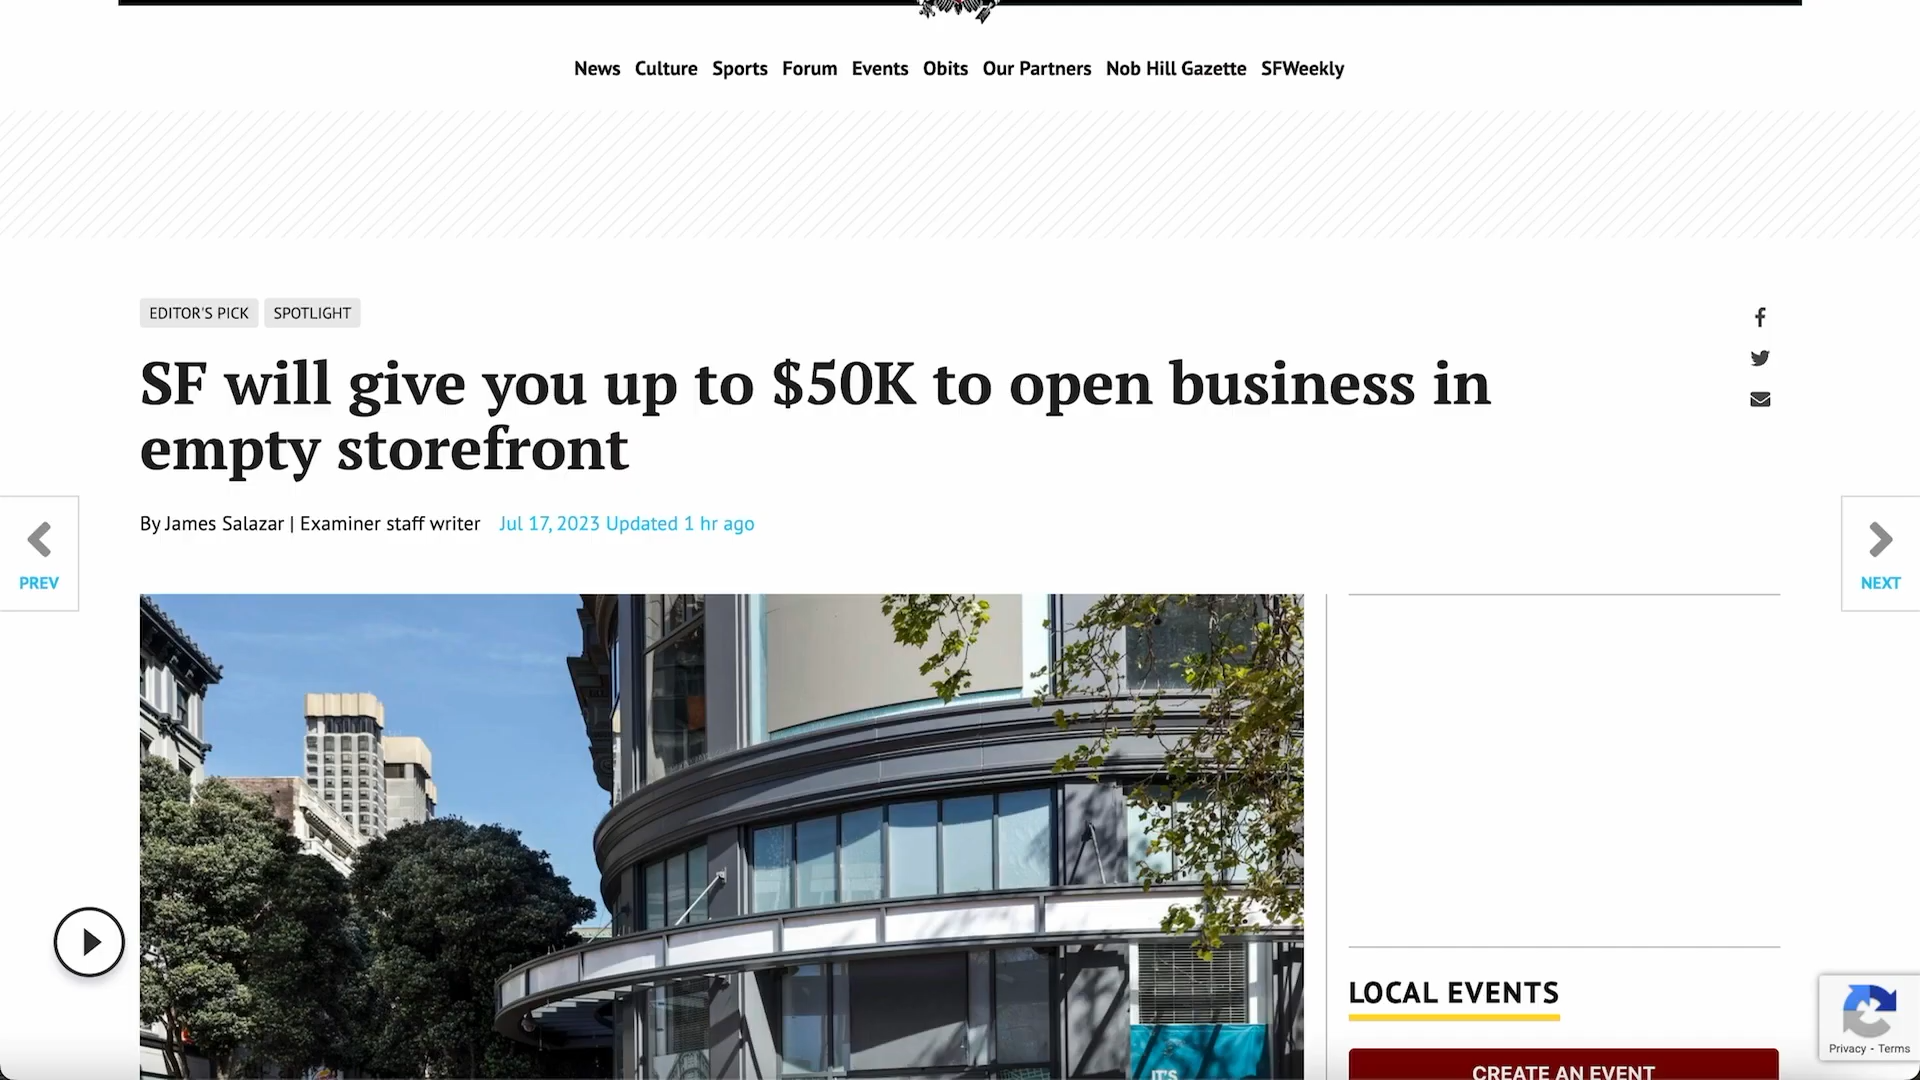 News Culture Sports Forum Events Obits Our Partners Nob Hill Gazette SFWeekly
EDITOR'S PICK SPOTLIGHT
SF will give you up to $50K to open business in
empty storefront
By James Salazar | Examiner staff writer Jul 17, 2023 Updated 1 hr ago
PREV
NEXT
LOCAL EVENTS
CREATE AN EVENT
Privacy - Terms
IT'S